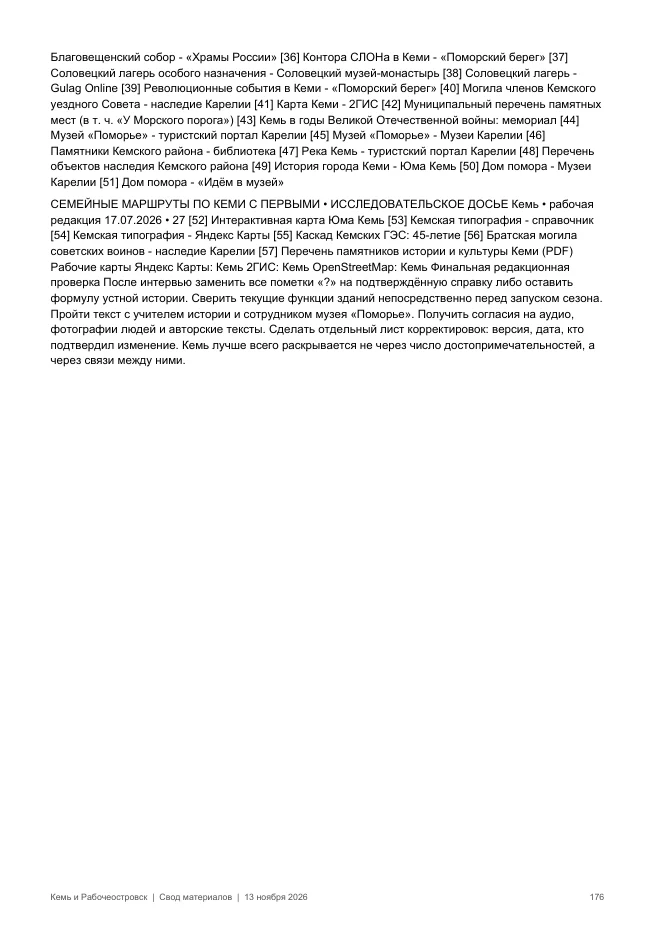 Благовещенский собор - «Храмы России» [36] Контора СЛОНа в Кеми - «Поморский берег» [37]
Соловецкий лагерь особого назначения - Соловецкий музей-монастырь [38] Соловецкий лагерь -
Gulag Online [39] Революционные события в Кеми - «Поморский берег» [40] Могила членов Кемского
уездного Совета - наследие Карелии [41] Карта Кеми - 2ГИС [42] Муниципальный перечень памятных
мест (в т. ч. «У Морского порога») [43] Кемь в годы Великой Отечественной войны: мемориал [44]
Музей «Поморье» - туристский портал Карелии [45] Музей «Поморье» - Музеи Карелии [46]
Памятники Кемского района - библиотека [47] Река Кемь - туристский портал Карелии [48] Перечень
объектов наследия Кемского района [49] История города Кеми - Юма Кемь [50] Дом помора - Музеи
Карелии [51] Дом помора - «Идём в музей»
СЕМЕЙНЫЕ МАРШРУТЫ ПО КЕМИ С ПЕРВЫМИ • ИССЛЕДОВАТЕЛЬСКОЕ ДОСЬЕ Кемь • рабочая
редакция 17.07.2026 • 27 [52] Интерактивная карта Юма Кемь [53] Кемская типография - справочник
[54] Кемская типография - Яндекс Карты [55] Каскад Кемских ГЭС: 45-летие [56] Братская могила
советских воинов - наследие Карелии [57] Перечень памятников истории и культуры Кеми (PDF)
Рабочие карты Яндекс Карты: Кемь 2ГИС: Кемь OpenStreetMap: Кемь Финальная редакционная
проверка После интервью заменить все пометки «?» на подтверждённую справку либо оставить
формулу устной истории. Сверить текущие функции зданий непосредственно перед запуском сезона.
Пройти текст с учителем истории и сотрудником музея «Поморье». Получить согласия на аудио,
фотографии людей и авторские тексты. Сделать отдельный лист корректировок: версия, дата, кто
подтвердил изменение. Кемь лучше всего раскрывается не через число достопримечательностей, а
через связи между ними.
Кемь и Рабочеостровск | Свод материалов | 13 ноября 2026
176